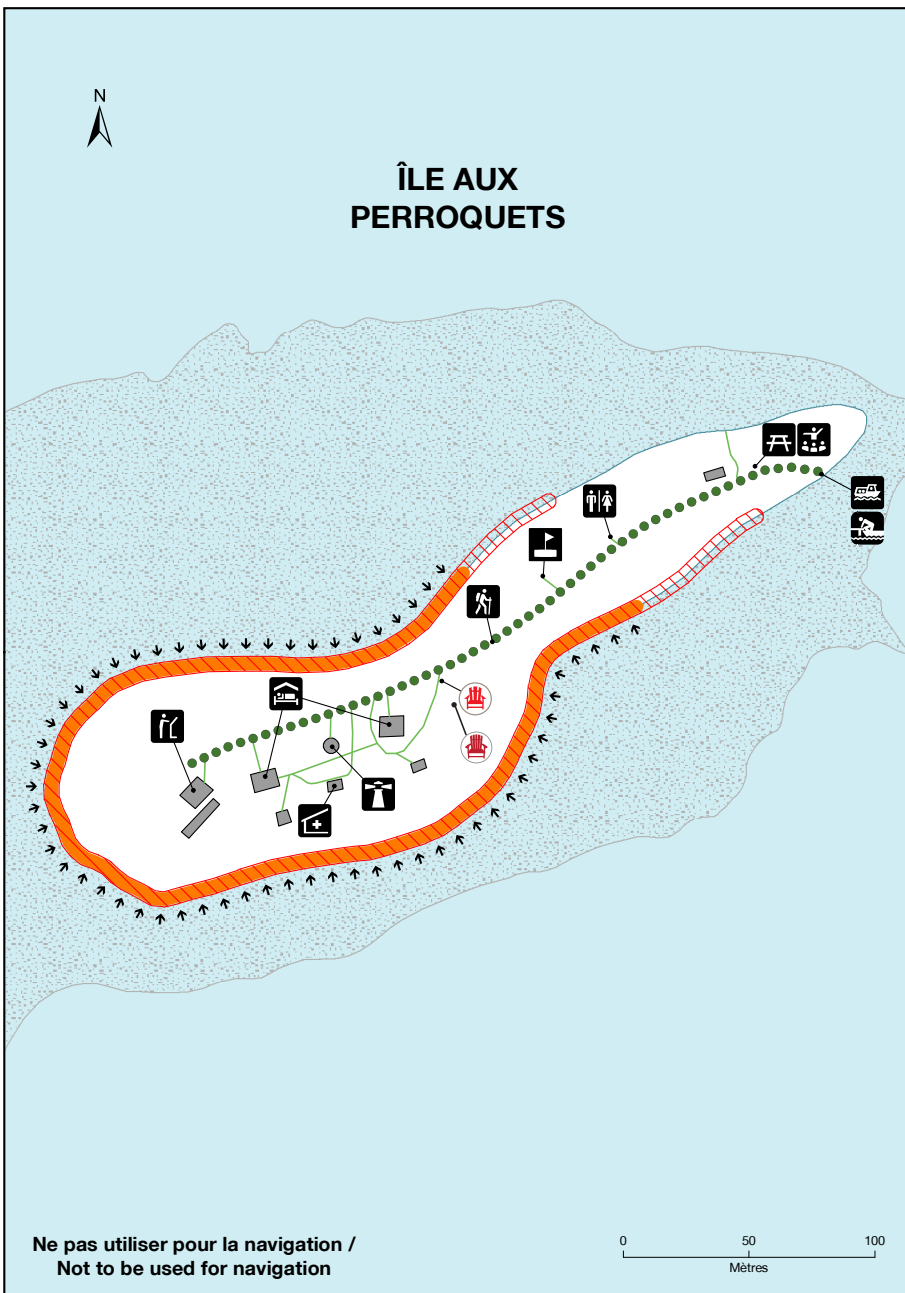 N
ÎLE AUX
PERROQUETS
Ne pas utiliser pour la navigation /
Not to be used for navigation
0 50 100
Mètres